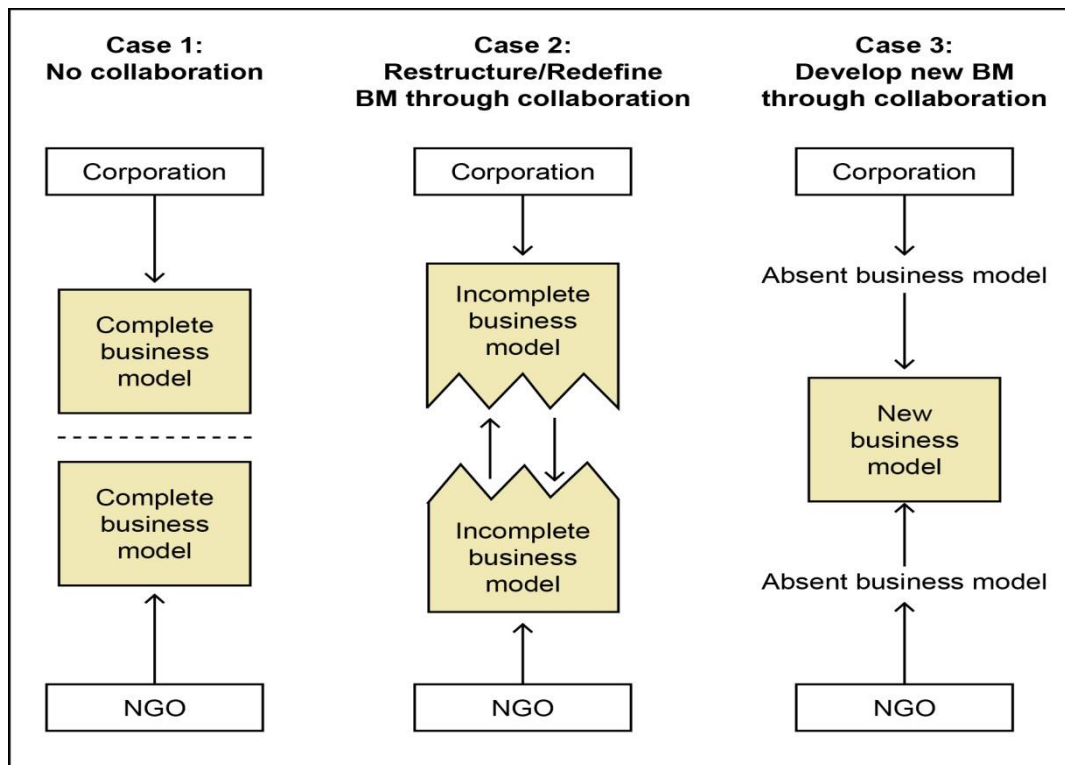 Case 1:
No collaboration
Corporation
Complete
business
model
Complete
business
model
NGO
Case 2:
Restructure/Redefine
BM through collaboration
Corporation
Incomplete
business
model
Incomplete
business
model
NGO
Case 3:
Develop new BM
through collaboration
Corporation
Absent business model
New
business
model
Absent business model
NGO